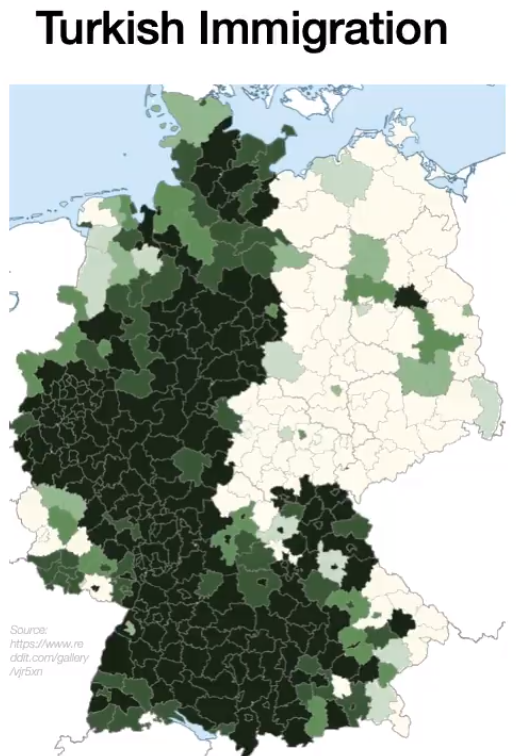 Turkish Immigration
Source:
https://www.re
ddit.com/gallery
/vjr5xn